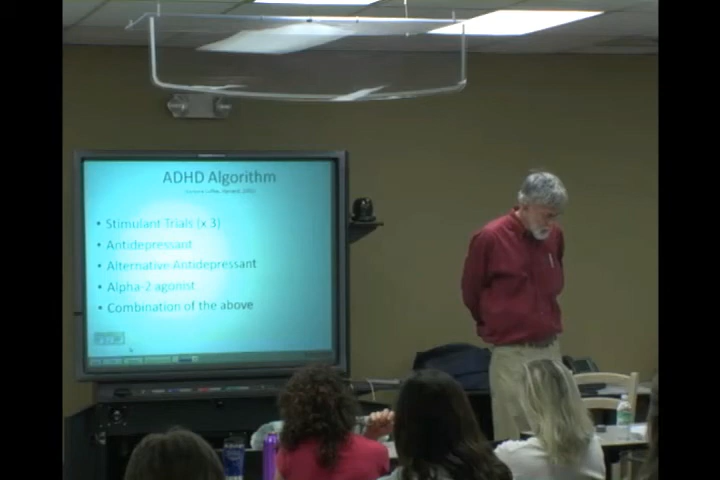 ADHD Algorithm
• Stimulant Trials (x 3)
• Antidepressant
• Alternative Antidepressant
• Alpha-2 agonist
• Combination of the above